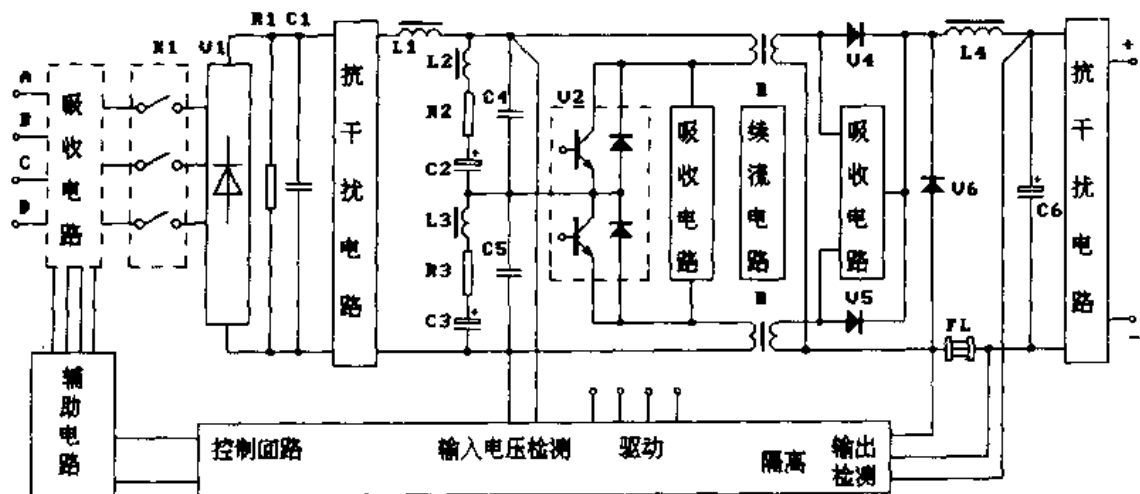 R1 C1
K1 V1
L1
L2
R2
C2
L3
R3
C3
C4
C5
V2
V4
V5
V6
L4
C6
FL
+
-
A
B
C
D
吸收电路
抗干扰电路
吸收电路
续流电路
吸收电路
抗干扰电路
辅助电路
控制回路
输入电压检测
驱动
隔离
输出
检测